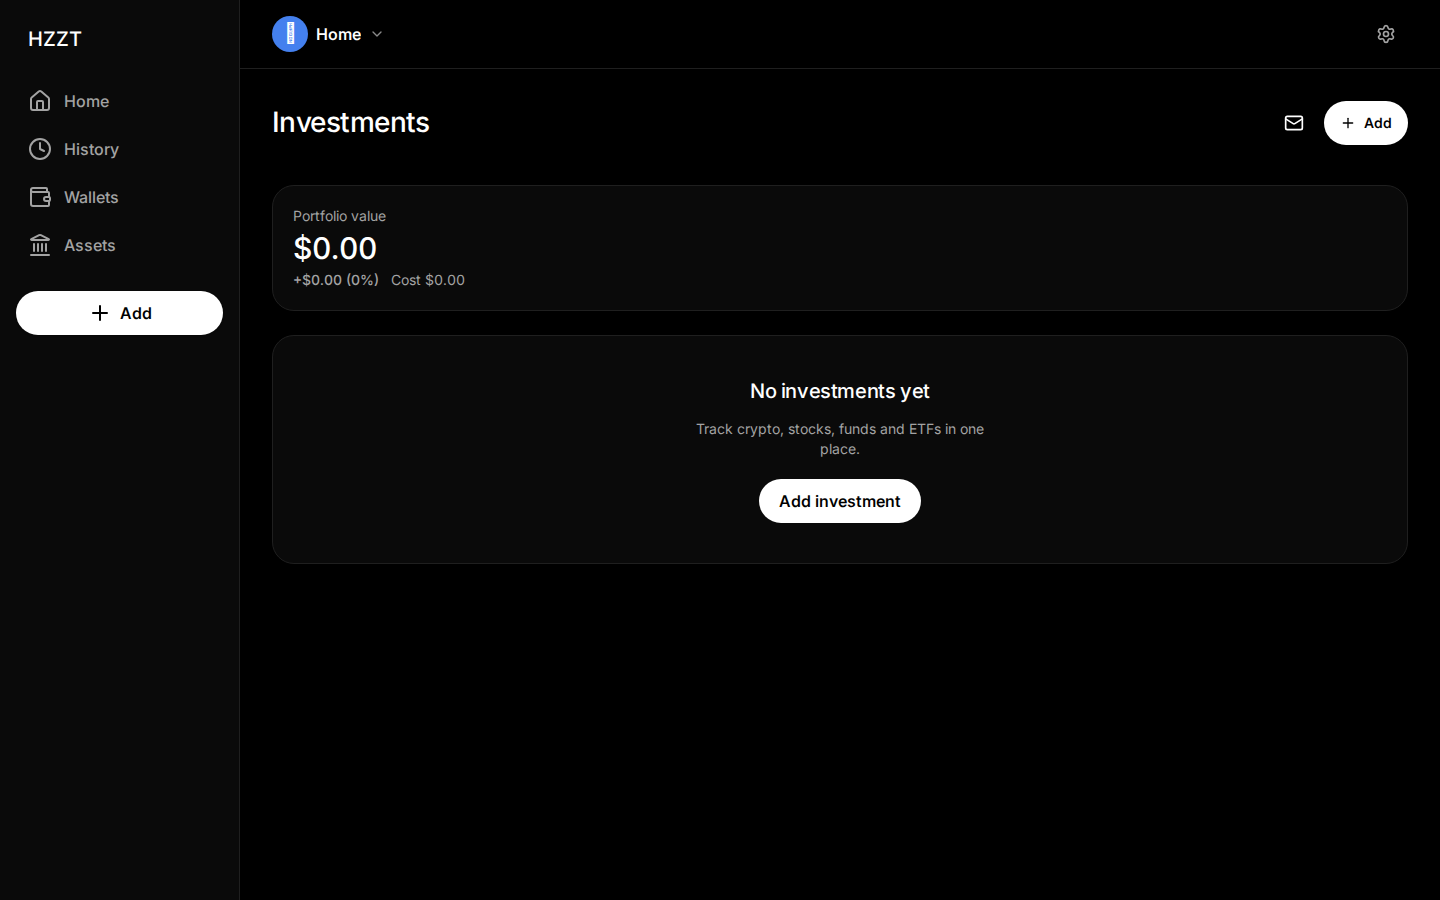 HZZT
Home
History
Wallets
Assets
Add
Home
Investments
Add
Portfolio value
$0.00
+$0.00 (0%) Cost $0.00
No investments yet
Track crypto, stocks, funds and ETFs in one
place.
Add investment